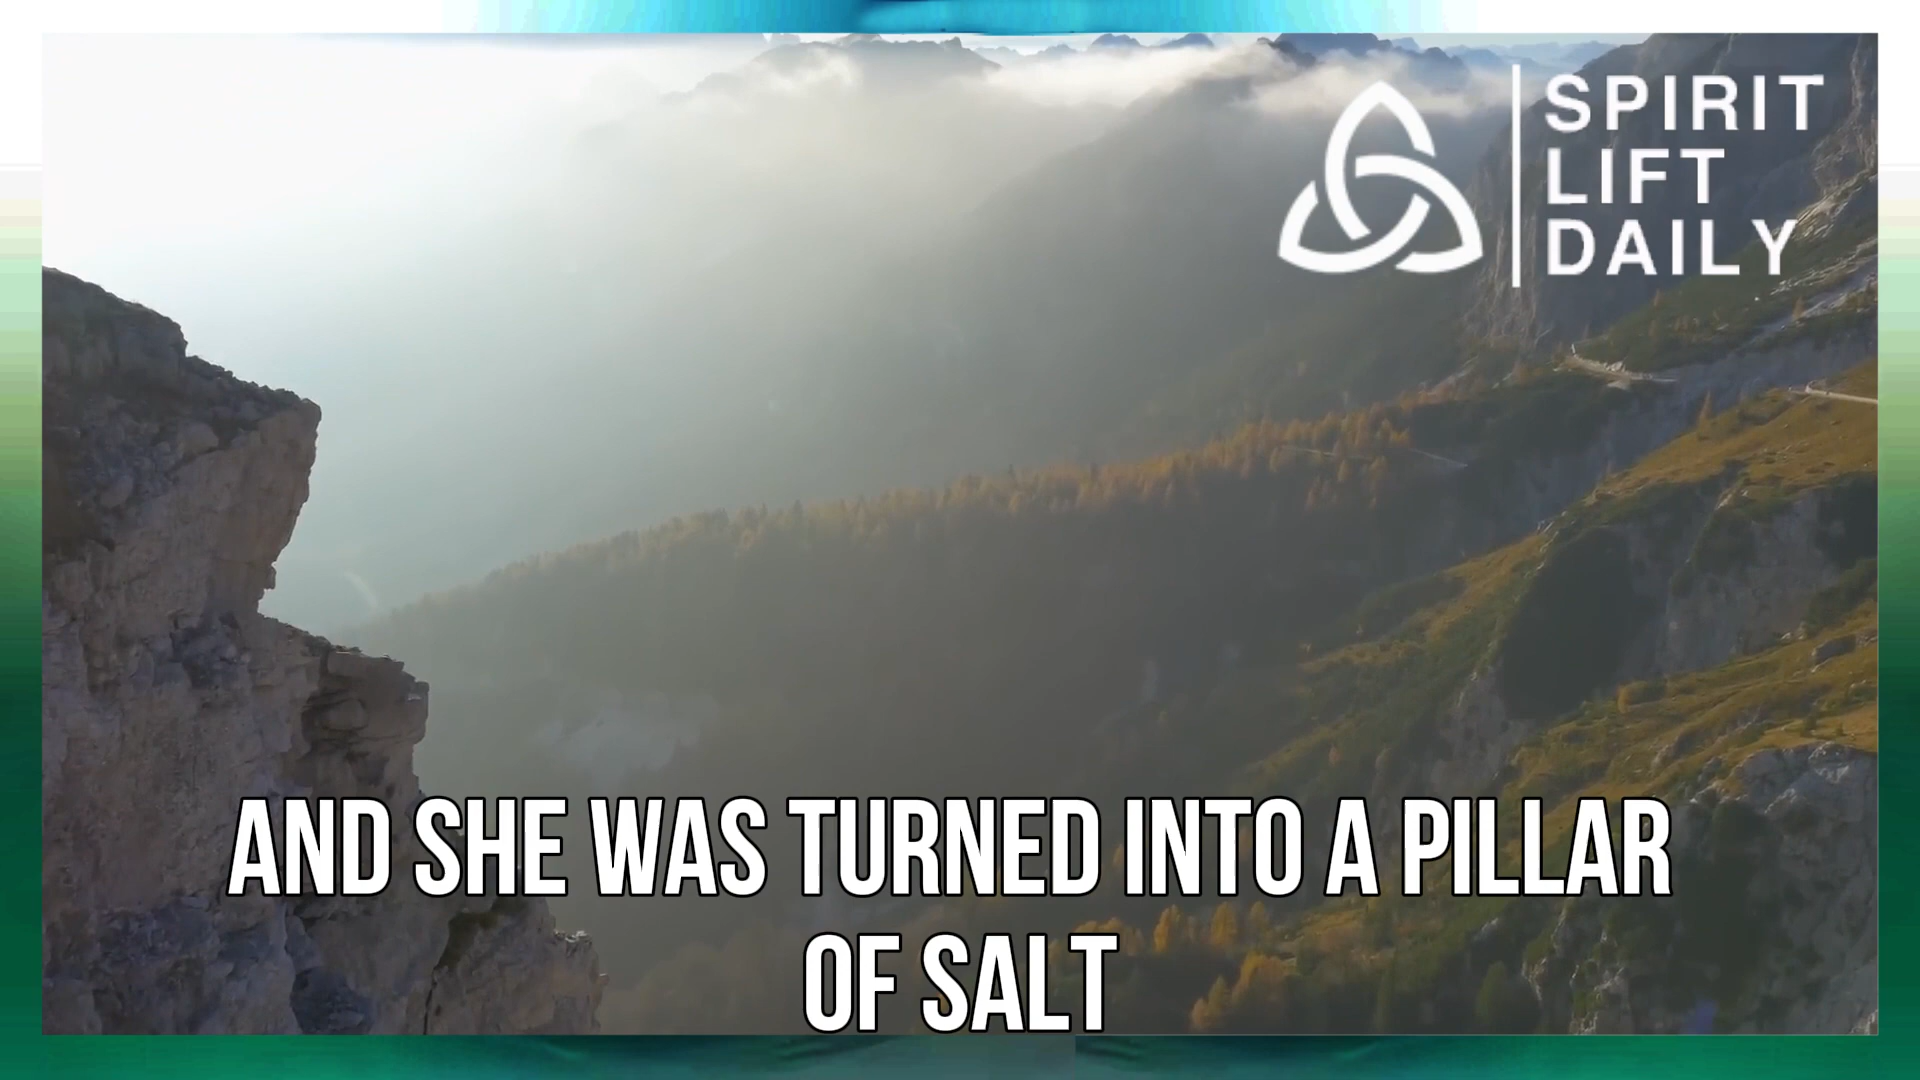 SPIRIT
LIFT
DAILY
AND SHE WAS TURNED INTO A PILLAR
OF SALT